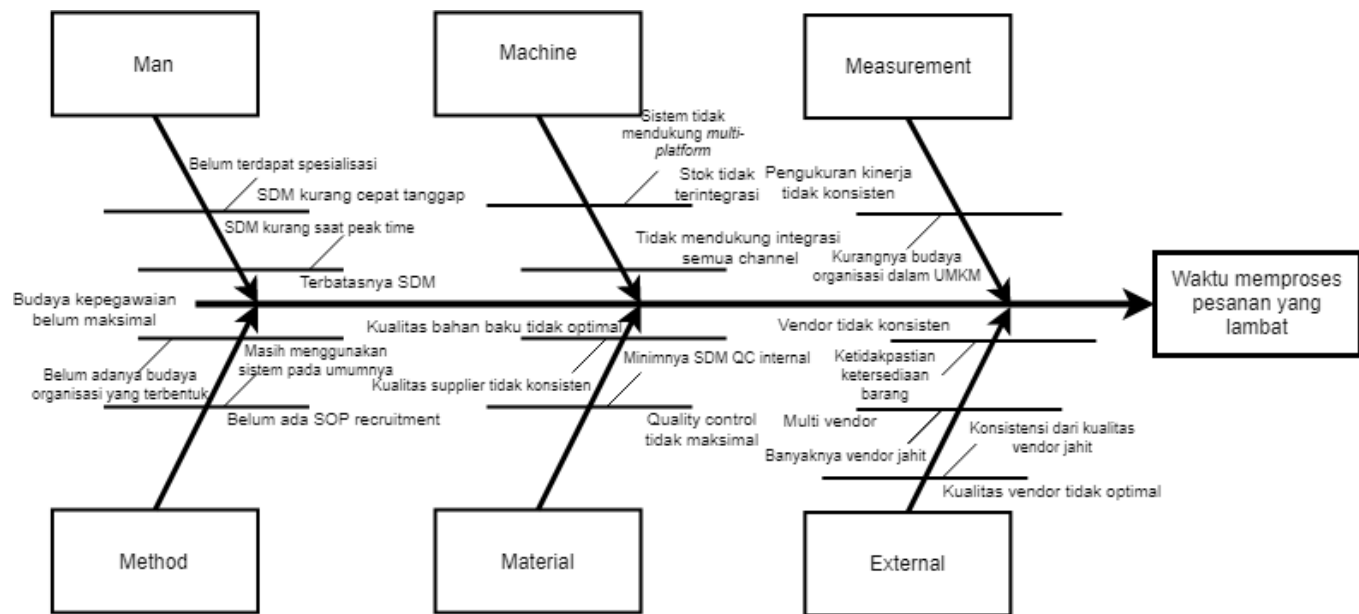 Man
Machine
Measurement
Belum terdapat spesialisasi
SDM kurang cepat tanggap
SDM kurang saat peak time
Terbatasnya SDM
Sistem tidak
mendukung multi-
platform
Stok tidak
terintegrasi
Tidak mendukung integrasi
semua channel
Pengukuran kinerja
tidak konsisten
Kurangnya budaya
organisasi dalam UMKM
Waktu memproses
pesanan yang
lambat
Budaya kepegawaian
belum maksimal
Belum adanya budaya
organisasi yang terbentuk
Masih menggunakan
sistem pada umumnya
Belum ada SOP recruitment
Kualitas bahan baku tidak optimal
Kualitas supplier tidak konsisten
Minimnya SDM QC internal
Quality control
tidak maksimal
Vendor tidak konsisten
Ketidakpastian
ketersediaan
barang
Multi vendor
Banyaknya vendor jahit
Konsistensi dari kualitas
vendor jahit
Kualitas vendor tidak optimal
Method
Material
External